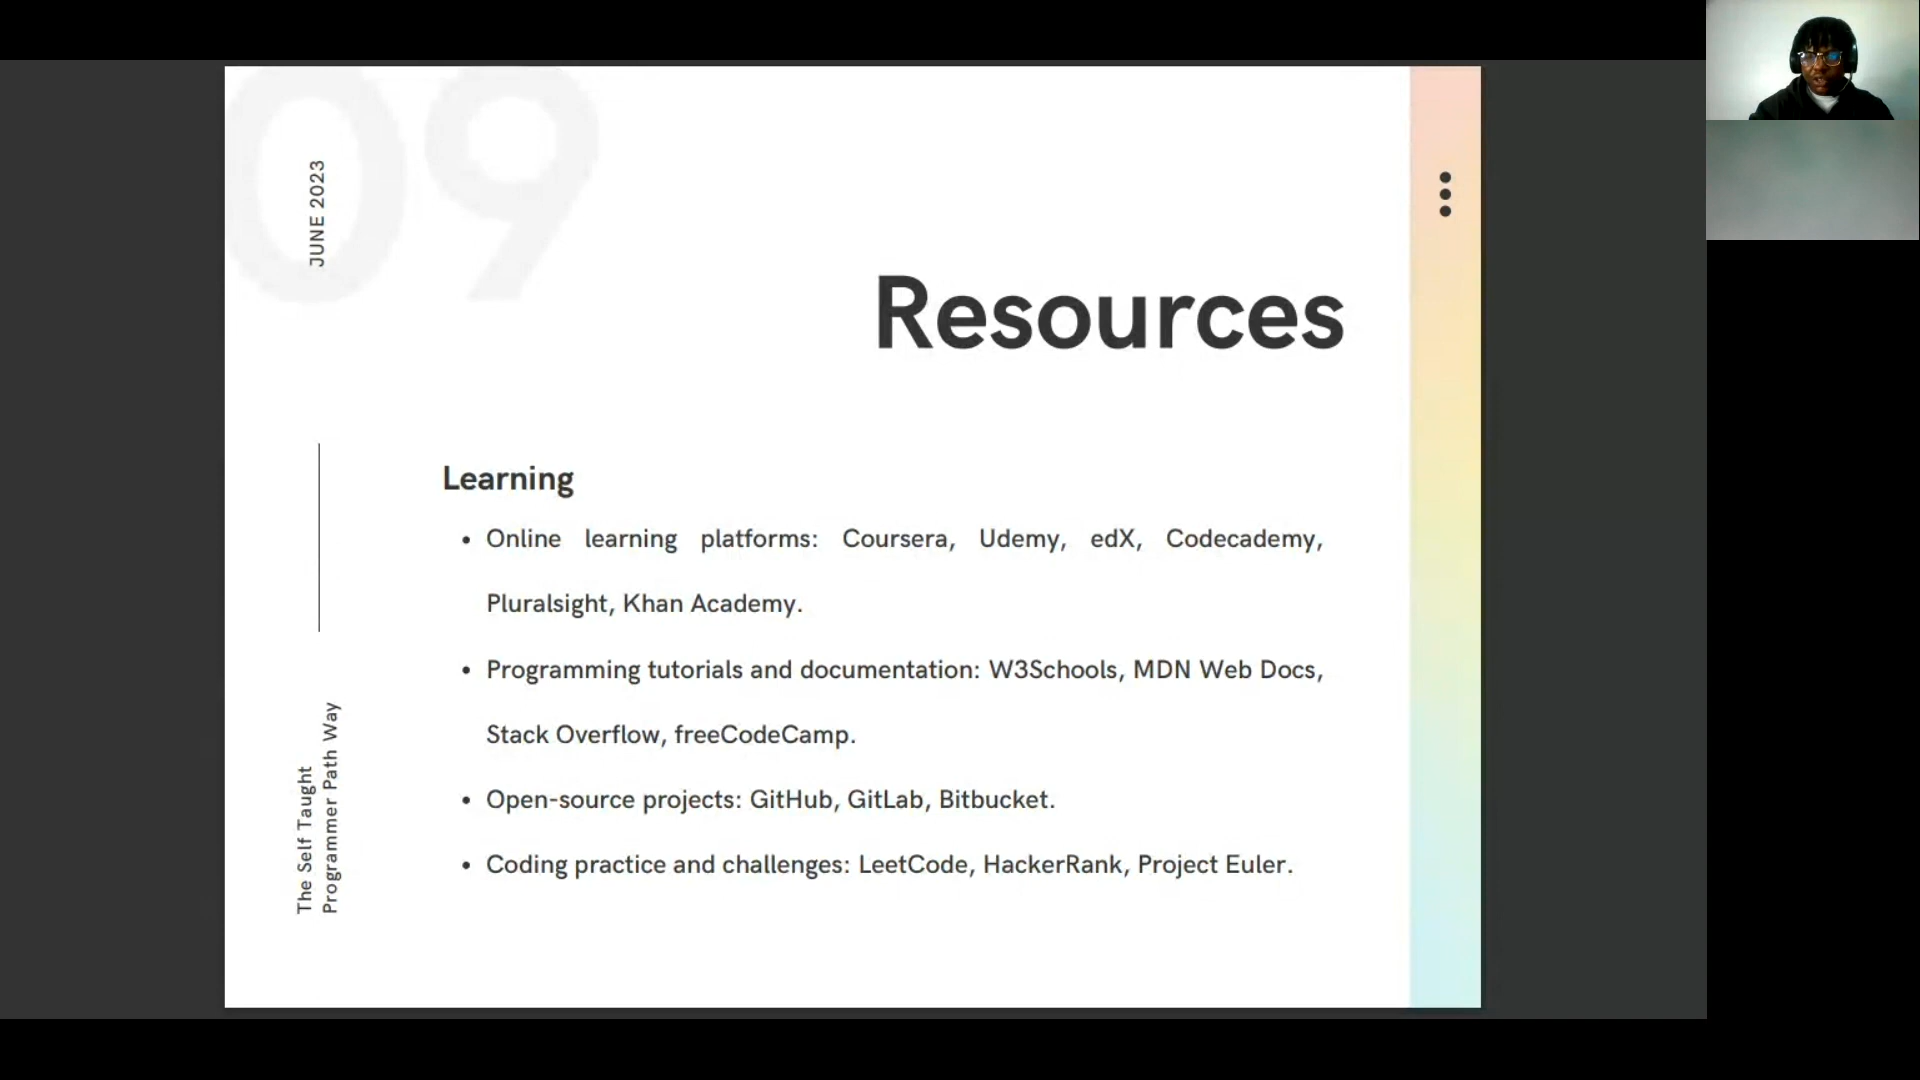 09
JUNE 2023
Resources
Learning
• Online learning platforms: Coursera, Udemy, edX, Codecademy,
Pluralsight, Khan Academy.
• Programming tutorials and documentation: W3Schools, MDN Web Docs,
Stack Overflow, freeCodeCamp.
• Open-source projects: GitHub, GitLab, Bitbucket.
• Coding practice and challenges: LeetCode, HackerRank, Project Euler.
The Self Taught
Programmer Path Way